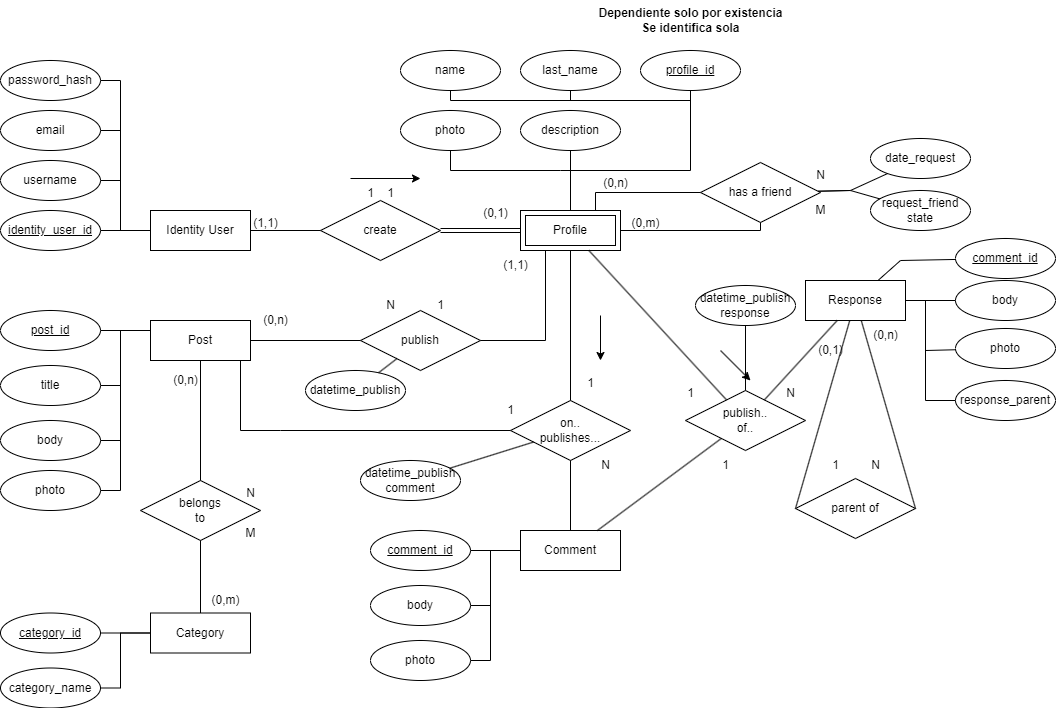 Dependiente solo por existencia
Se identifica sola
password_hash
name
last_name
profile_id
email
photo
description
username
date_request
request_friend
state
has a friend
N
M
(0,n)
(0,m)
1 1
identity_user_id
Identity User
(1,1)
create
(0,1)
Profile
(1,1)
comment_id
Response
body
photo
response_parent
(0,n)
(0,1)
datetime_publish
response
post_id
Post
(0,n)
N
1
publish
datetime_publish
title
body
photo
(0,n)
1
1
on..
publishes...
N
datetime_publish
comment
1
N
publish..
of..
1
1
N
parent of
belongs
to
N
M
comment_id
Comment
body
photo
(0,m)
category_id
Category
category_name